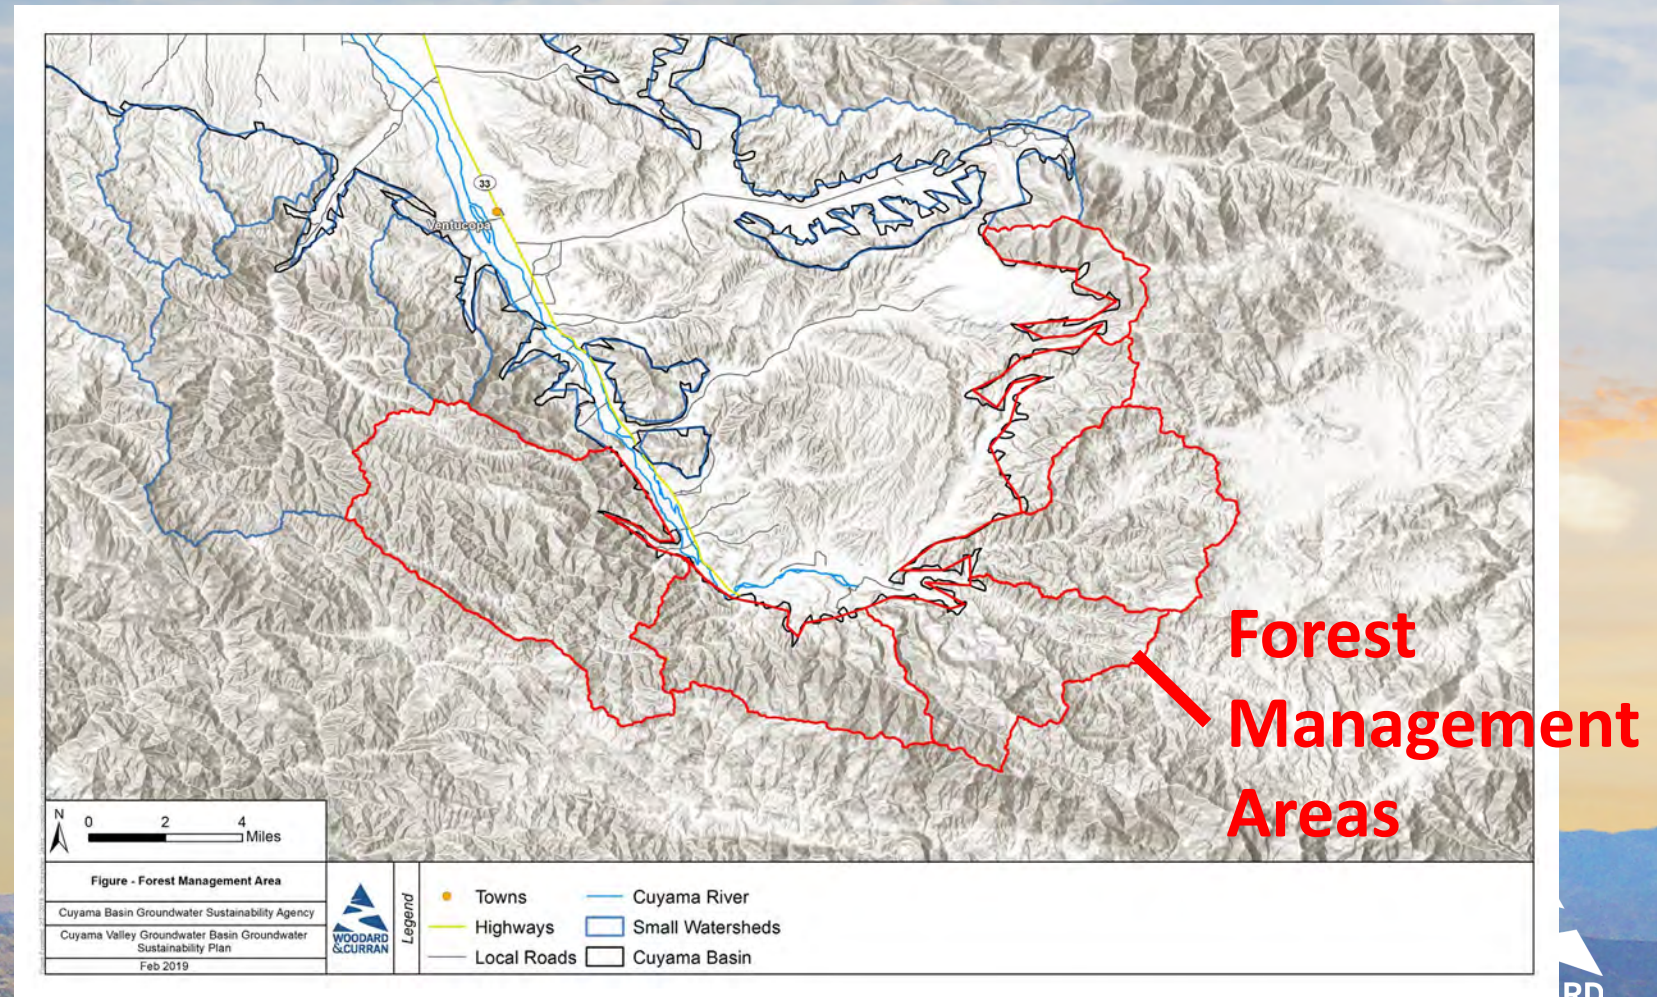 33
Ventucopa
Forest
Management
Areas
N
0 2 4
Miles
Figure - Forest Management Area
Cuyama Basin Groundwater Sustainability Agency
Cuyama Valley Groundwater Basin Groundwater
Sustainability Plan
Feb 2019
WOODARD
&CURRAN
Legend
Towns
Highways
Local Roads
Cuyama River
Small Watersheds
Cuyama Basin
RD